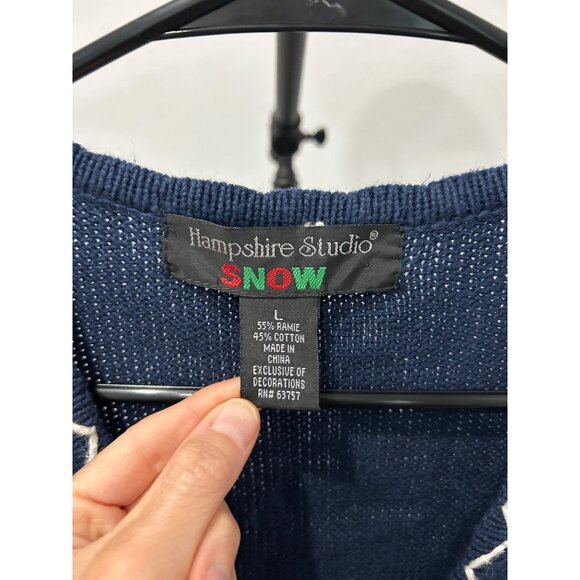 Hampshire Studio®
SNOW
L
55% RAMIE
45% COTTON
MADE IN
CHINA
EXCLUSIVE OF
DECORATIONS
RN# 63757